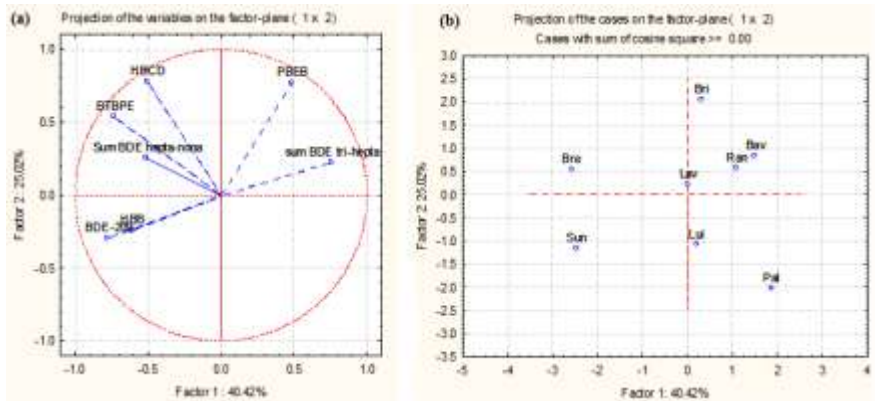 (a) Projection of the variables on the factor-plane ( 1 x 2)
1.0
0.5
0.0
-0.5
-1.0
Factor 2 : 25.02%
HBCD
PBEB
BTBPE
Sum BDE hepta-nona
sum BDE tri-hepta
HBB
-1.0 -0.5 0.0 0.5 1.0
Factor 1 : 40.42%
(b) Projection of the cases on the factor-plane ( 1 x 2)
Cases with sum of cosine square >= 0.00
3.0
2.5
2.0
1.5
1.0
0.5
0.0
-0.5
-1.0
-1.5
-2.0
-2.5
-3.0
-3.5
Factor 2: 25.02%
Bri
Bav
Ran
Bre
Lav
Sun
Lul
-5 -4 -3 -2 -1 0 1 2 3 4
Factor 1: 40.42%